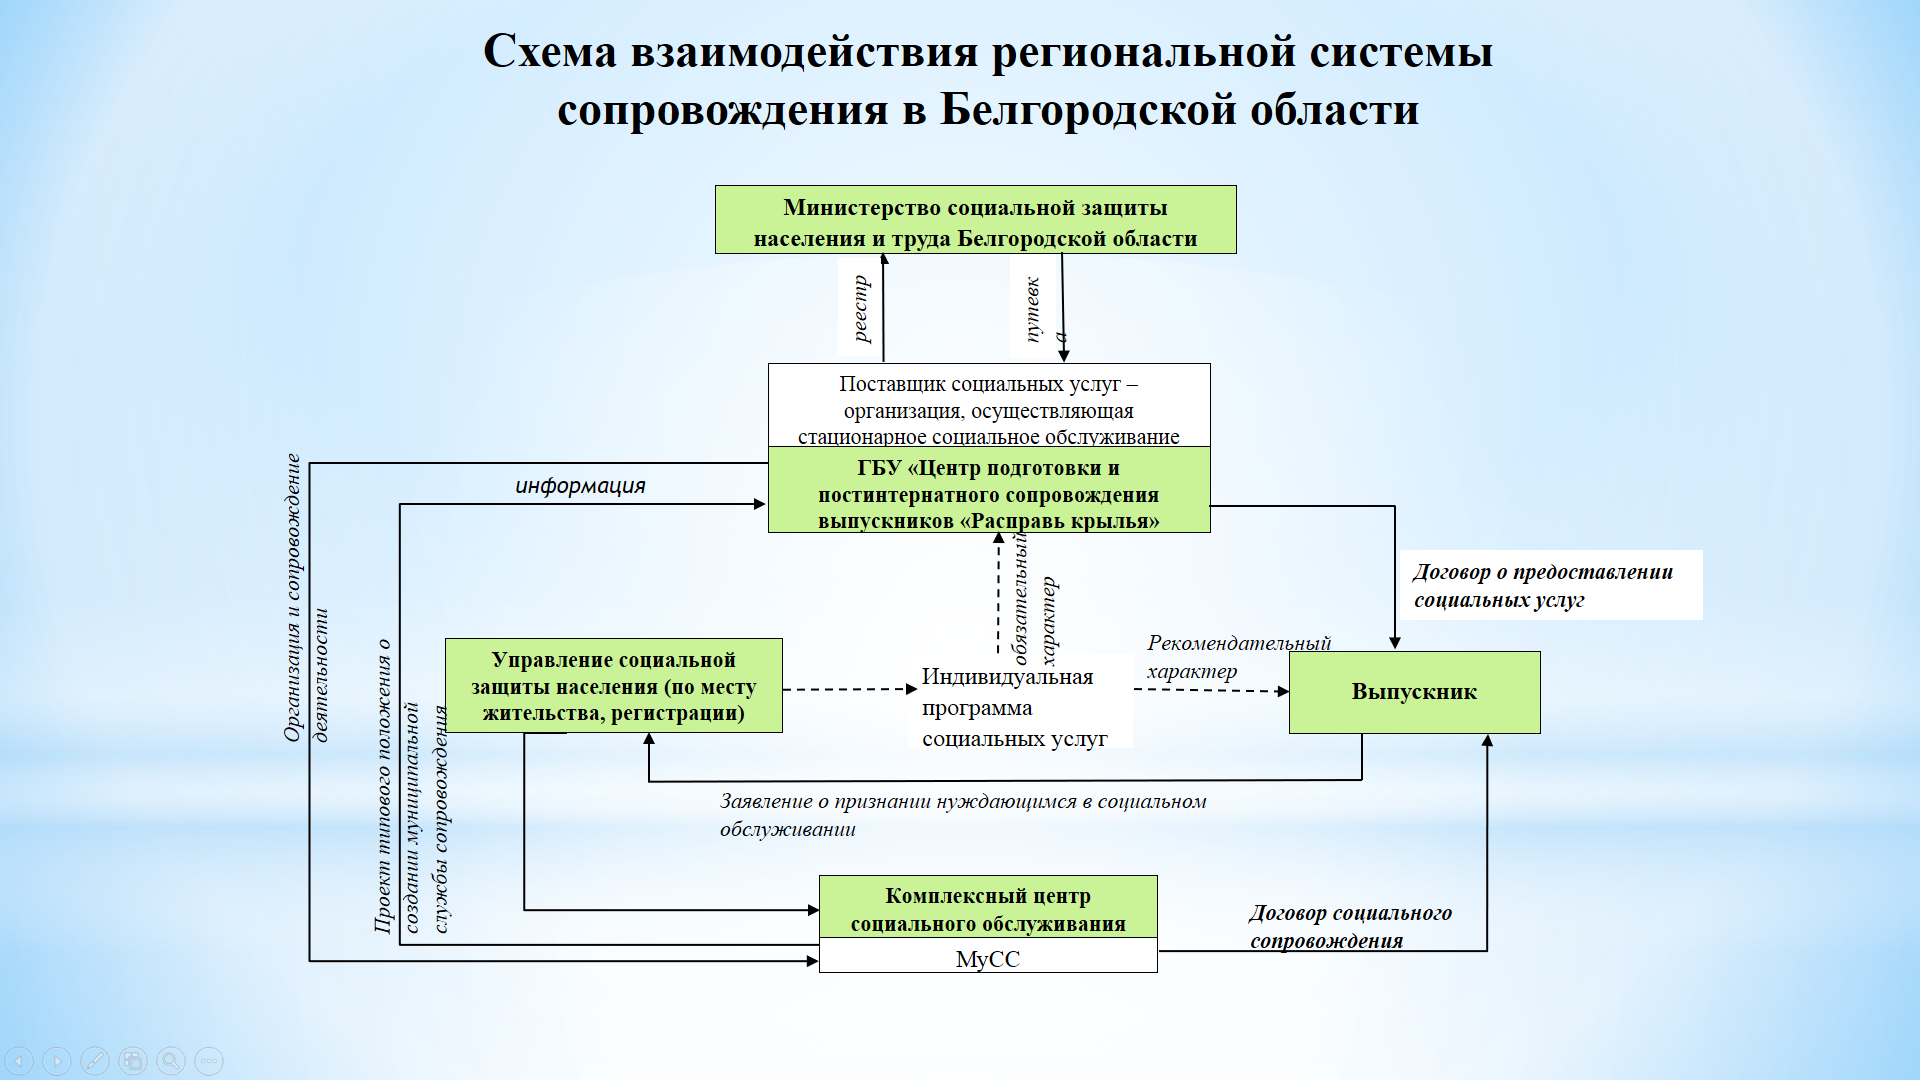 Схема взаимодействия региональной системы
сопровождения в Белгородской области
Министерство социальной защиты
населения и труда Белгородской области
реестр
путевк
а
Поставщик социальных услуг –
организация, осуществляющая
стационарное социальное обслуживание
ГБУ «Центр подготовки и
постинтернатного сопровождения
выпускников «Расправь крылья»
информация
Организация и сопровождение
деятельности
Проект типового положения о
создании муниципальной
службы сопровождения
обязательный
характер
Договор о предоставлении
социальных услуг
Управление социальной
защиты населения (по месту
жительства, регистрации)
Индивидуальная
программа
социальных услуг
Рекомендательный
характер
Выпускник
Заявление о признании нуждающимся в социальном
обслуживании
Комплексный центр
социального обслуживания
МуСС
Договор социального
сопровождения